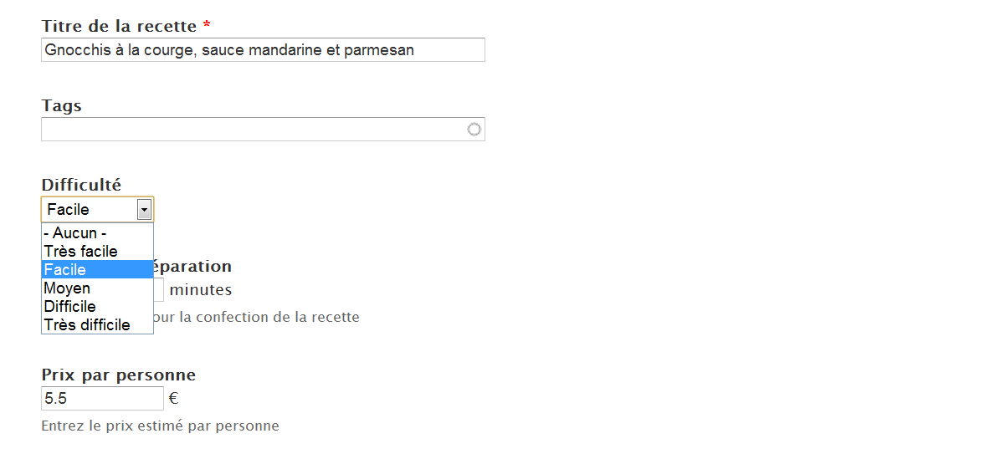 Titre de la recette *
Gnocchis à la courge, sauce mandarine et parmesan
Tags
Difficulté
Facile
- Aucun -
Très facile
Facile
Moyen
Difficile
Très difficile
éparation
minutes
our la confection de la recette
Prix par personne
5.5 €
Entrez le prix estimé par personne